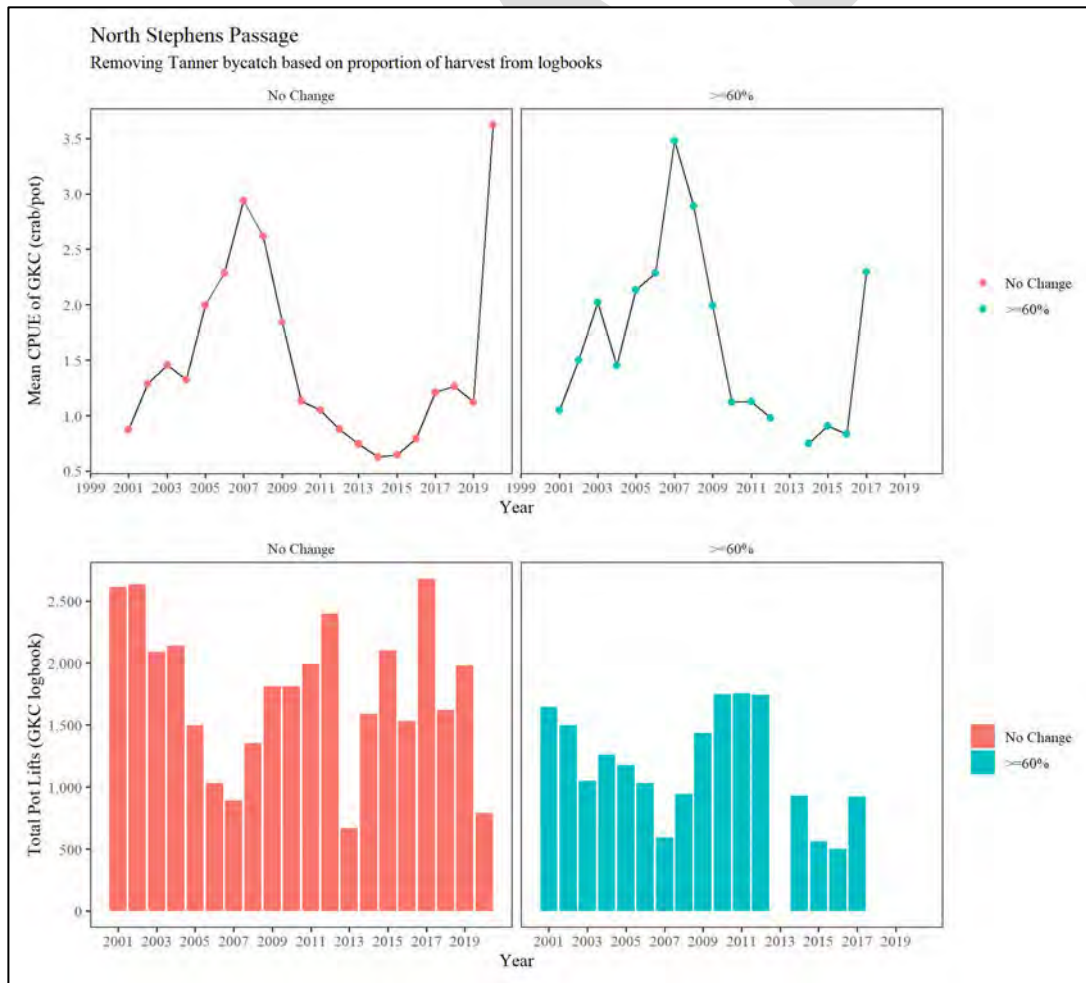 North Stephens Passage
Removing Tanner bycatch based on proportion of harvest from logbooks
No Change
>=60%
Mean CPUE of GKC (crab/pot)
3.5
3.0
2.5
2.0
1.5
1.0
0.5
1999 2001 2003 2005 2007 2009 2011 2013 2015 2017 2019
1999 2001 2003 2005 2007 2009 2011 2013 2015 2017 2019
Year
No Change
>=60%
No Change
>=60%
Total Pot Lifts (GKC logbook)
2,500
2,000
1,500
1,000
500
0
2001 2003 2005 2007 2009 2011 2013 2015 2017 2019
2001 2003 2005 2007 2009 2011 2013 2015 2017 2019
Year
No Change
>=60%